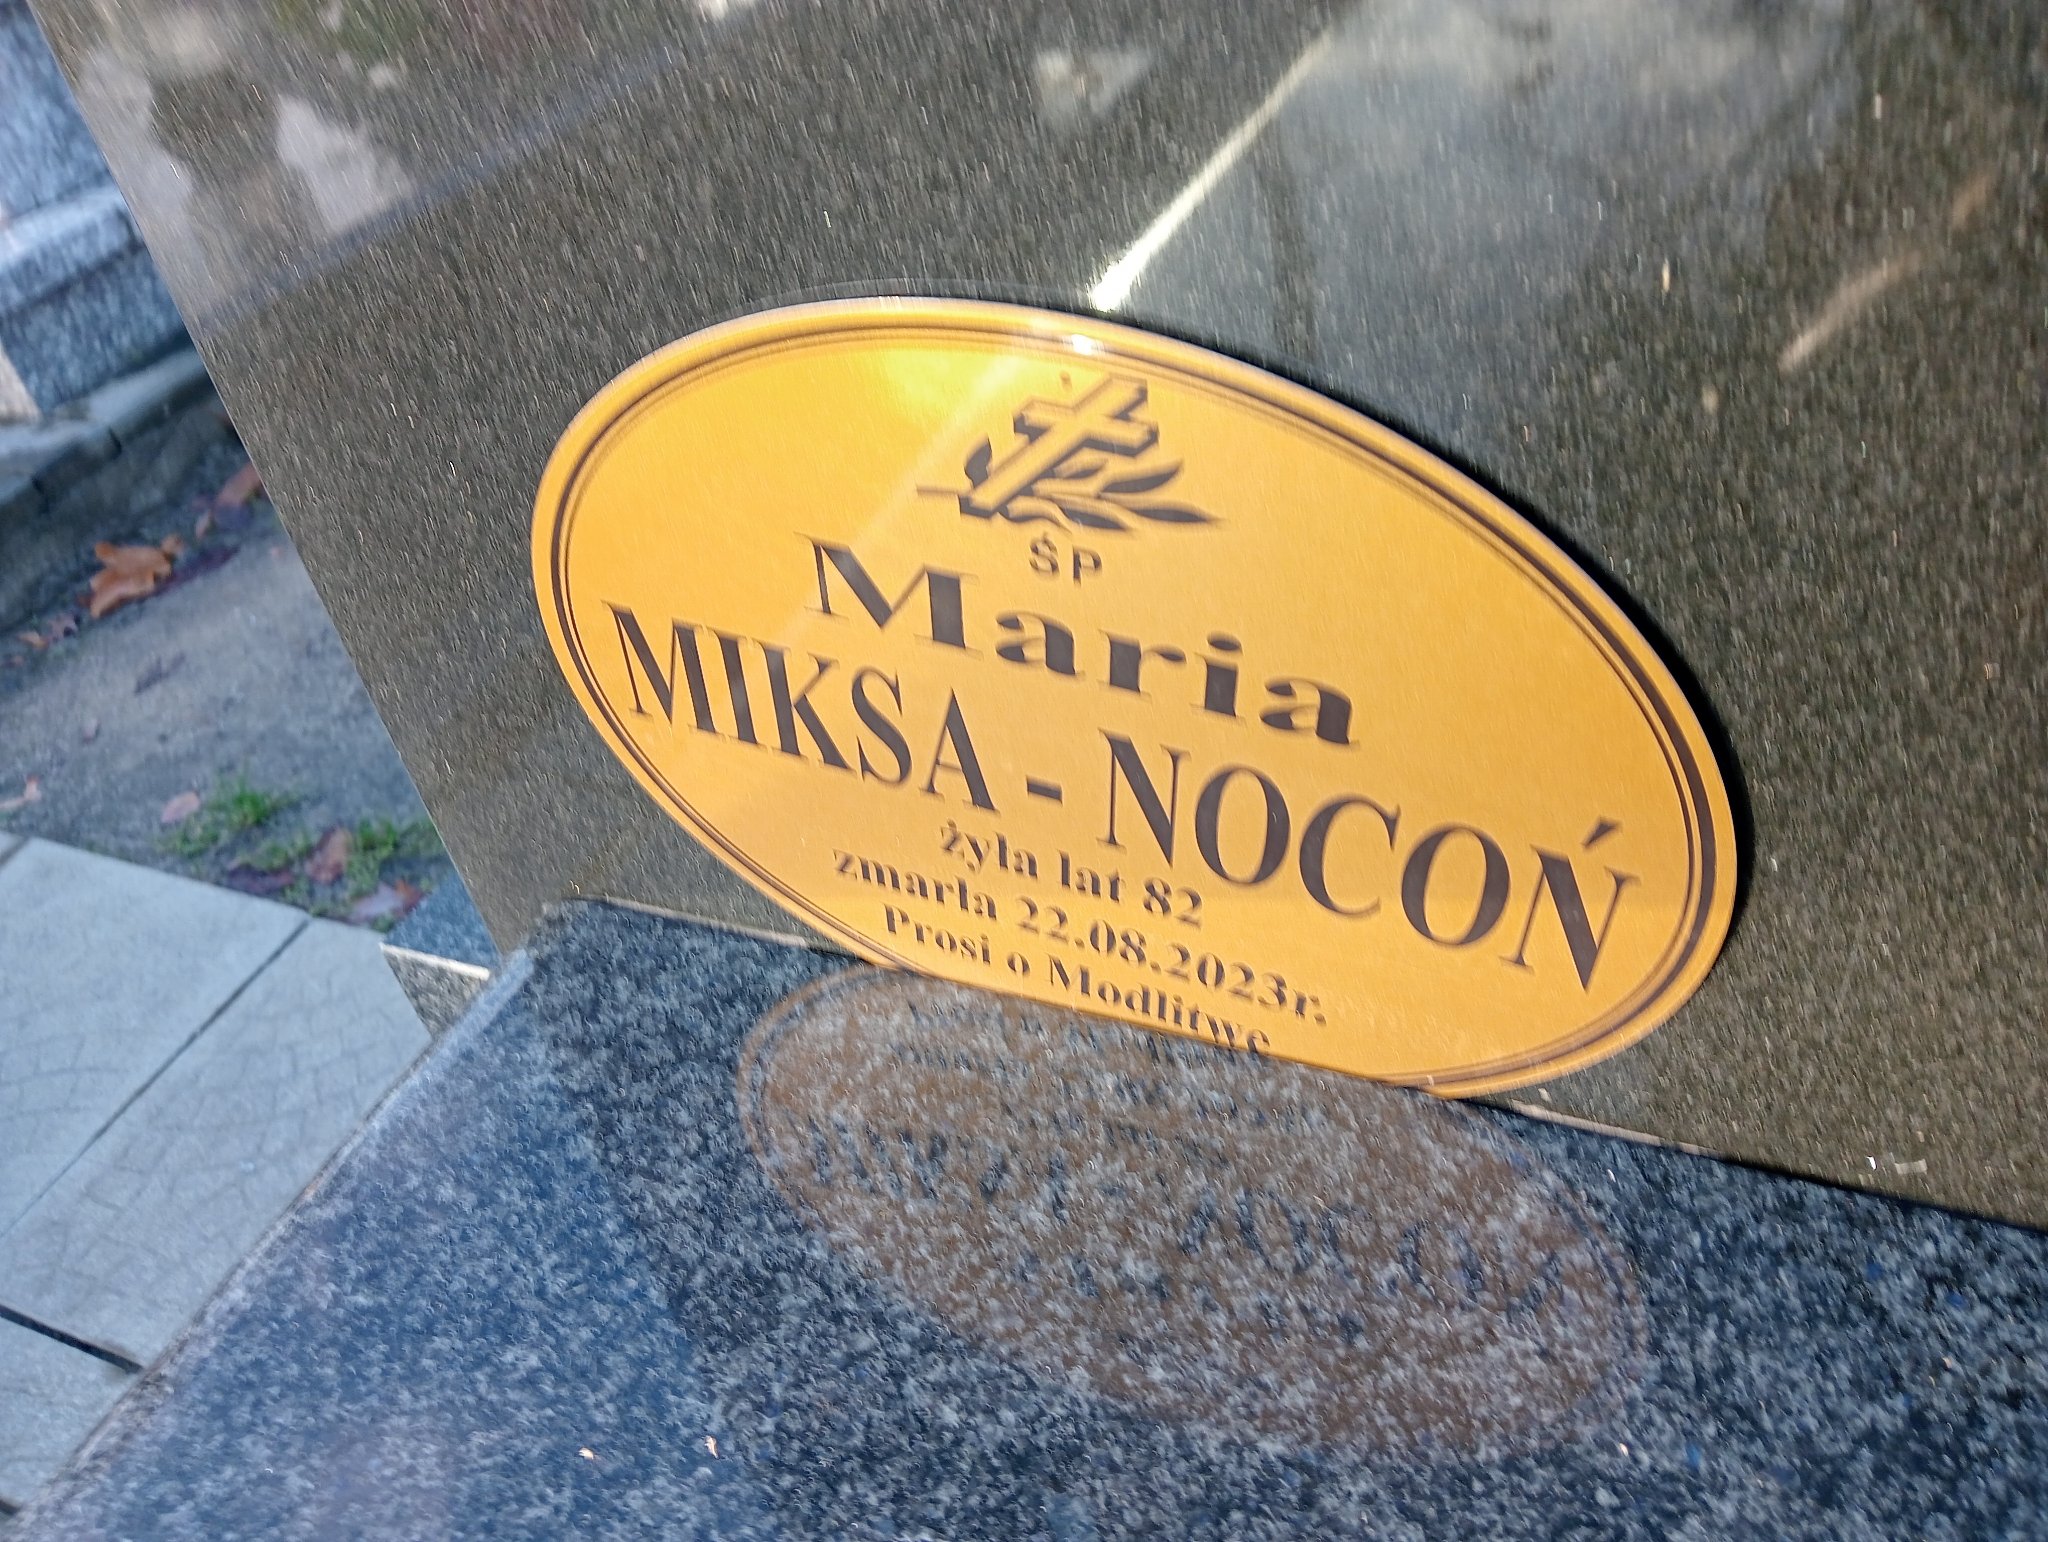 ŚP
Maria
MIKSA - NOCOŃ
żyła lat 82
zmarła 22.08.2023r.
Prosi o Modlitwę